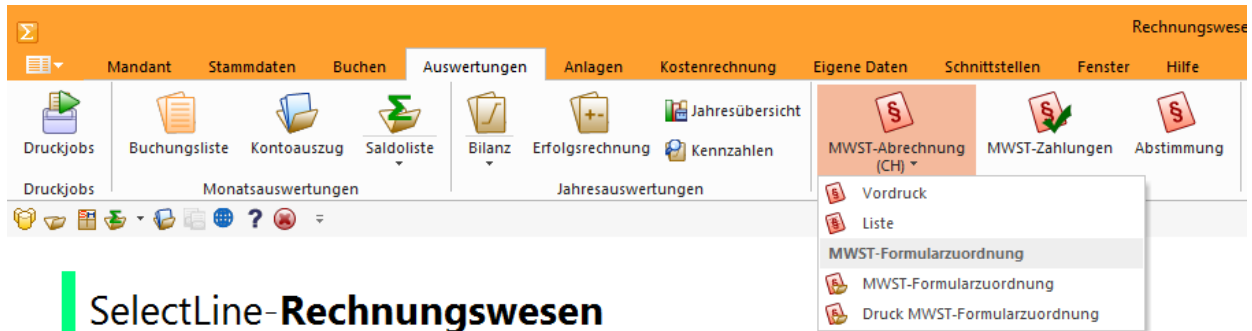 Rechnungswese
Mandant Stammdaten Buchen Auswertungen Anlagen Kostenrechnung Eigene Daten Schnittstellen Fenster Hilfe
Druckjobs Buchungsliste Kontoauszug Saldoliste Bilanz Erfolgsrechnung Jahresübersicht Kennzahlen MWST-Abrechnung (CH) MWST-Zahlungen Abstimmung
Druckjobs Monatsauswertungen Jahresauswertungen
Vordruck
Liste
MWST-Formularzuordnung
MWST-Formularzuordnung
Druck MWST-Formularzuordnung
SelectLine-Rechnungswesen